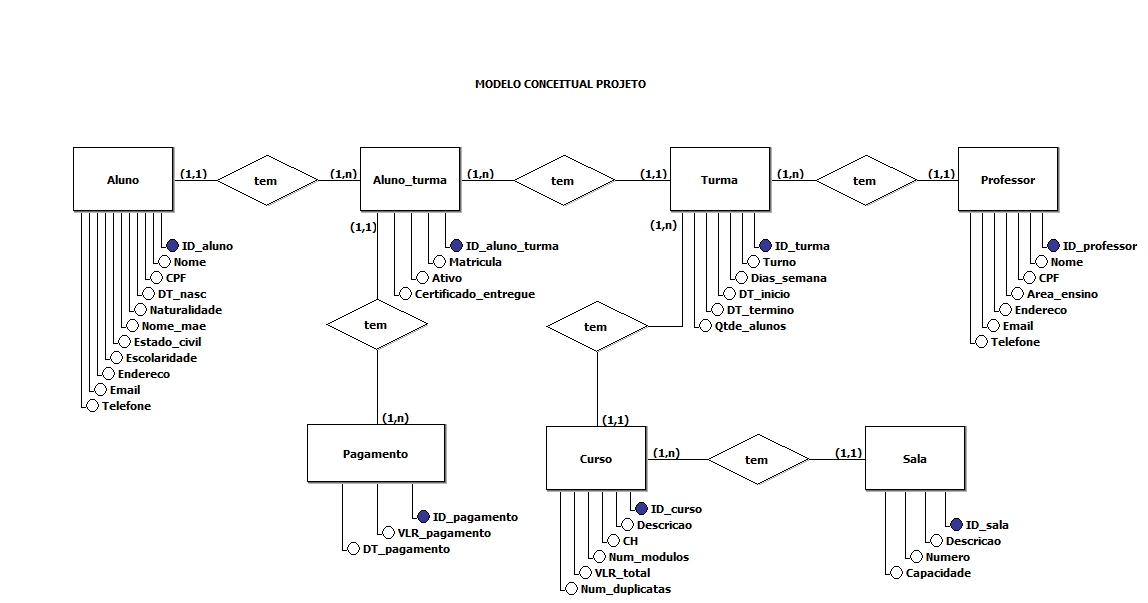 MODELO CONCEITUAL PROJETO
Aluno (1,1) tem (1,n) Aluno_turma (1,n) tem (1,1) Turma (1,n) tem (1,1) Professor
(1,1) (1,n)
ID_aluno
Nome
CPF
DT_nasc
Naturalidade
Nome_mae
Estado_civil
Escolaridade
Endereco
Email
Telefone
ID_aluno_turma
Matricula
Ativo
Certificado_entregue
ID_turma
Turno
Dias_semana
DT_inicio
DT_termino
Qtde_alunos
ID_professor
Nome
CPF
Area_ensino
Endereco
Email
Telefone
tem
tem
(1,n)
(1,1)
Pagamento
ID_pagamento
VLR_pagamento
DT_pagamento
Curso (1,n) tem (1,1) Sala
ID_curso
Descricao
CH
Num_modulos
VLR_total
Num_duplicatas
ID_sala
Descricao
Numero
Capacidade